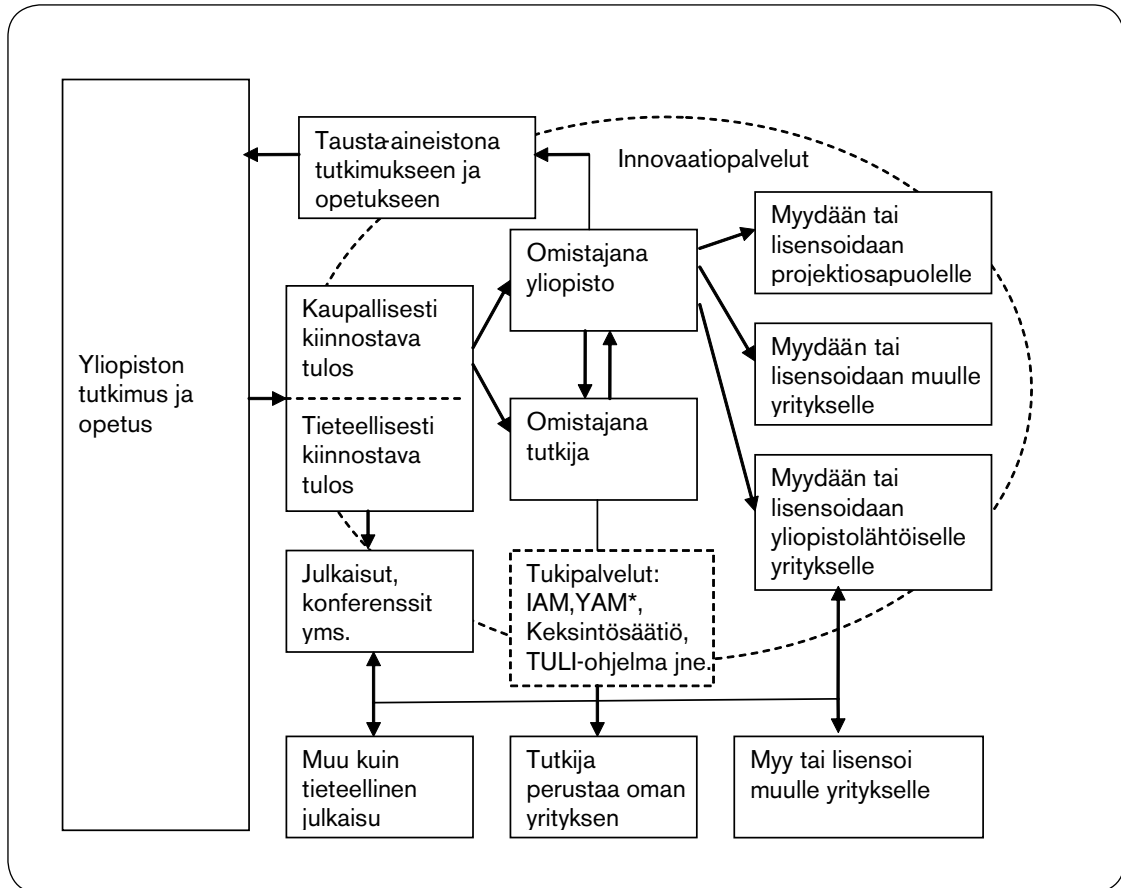 Yliopiston
tutkimus ja
opetus
Tausta-aineistona
tutkimukseen ja
opetukseen
Innovaatiopalvelut
Kaupallisesti
kiinnostava
tulos
Tieteellisesti
kiinnostava
tulos
Omistajana
yliopisto
Omistajana
tutkija
Myydään tai
lisensoidaan
projektiosapuolelle
Myydään tai
lisensoidaan muulle
yritykselle
Myydään tai
lisensoidaan
yliopistolähtöiselle
yritykselle
Julkaisut,
konferenssit
yms.
Tukipalvelut:
IAM,YAM*,
Keksintösäätiö,
TULI-ohjelma jne.
Muu kuin
tieteellinen
julkaisu
Tutkija
perustaa oman
yrityksen
Myy tai lisensoi
muulle yritykselle